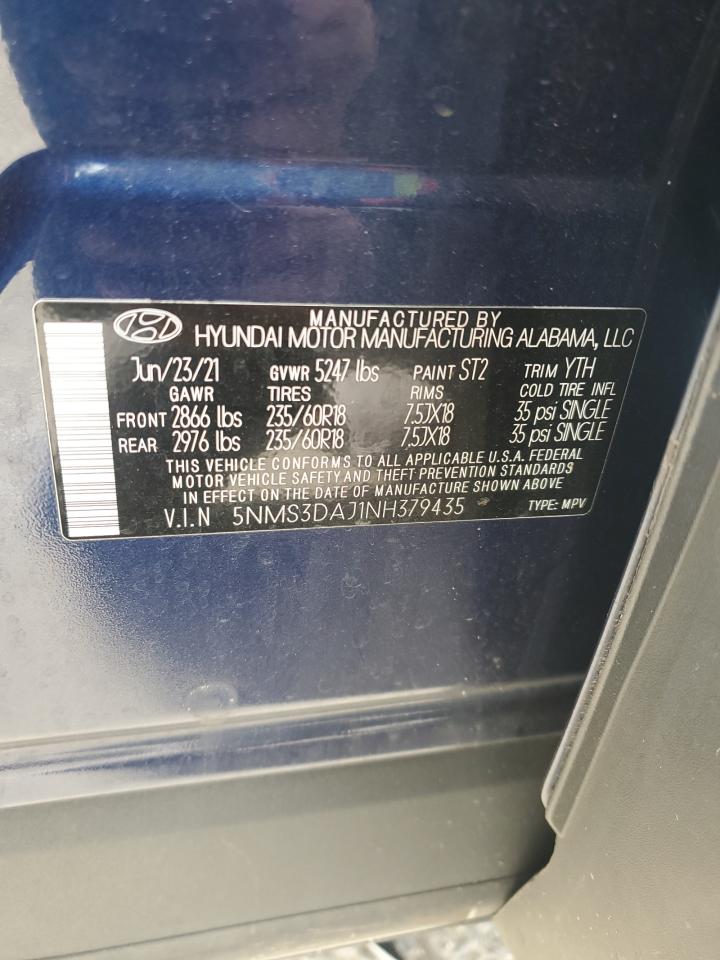 MANUFACTURED BY
HYUNDAI MOTOR MANUFACTURING ALABAMA, LLC
Jun/23/21 GVWR 5247 lbs PAINT ST2 TRIM YTH
GAWR TIRES RIMS COLD TIRE INFL
FRONT 2866 lbs 235/60R18 7.5JX18 35 psi SINGLE
REAR 2976 lbs 235/60R18 7.5JX18 35 psi SINGLE
THIS VEHICLE CONFORMS TO ALL APPLICABLE U.S.A. FEDERAL
MOTOR VEHICLE SAFETY AND THEFT PREVENTION STANDARDS
IN EFFECT ON THE DATE OF MANUFACTURE SHOWN ABOVE
V.I.N 5NMS3DAJ1NH379435 TYPE: MPV